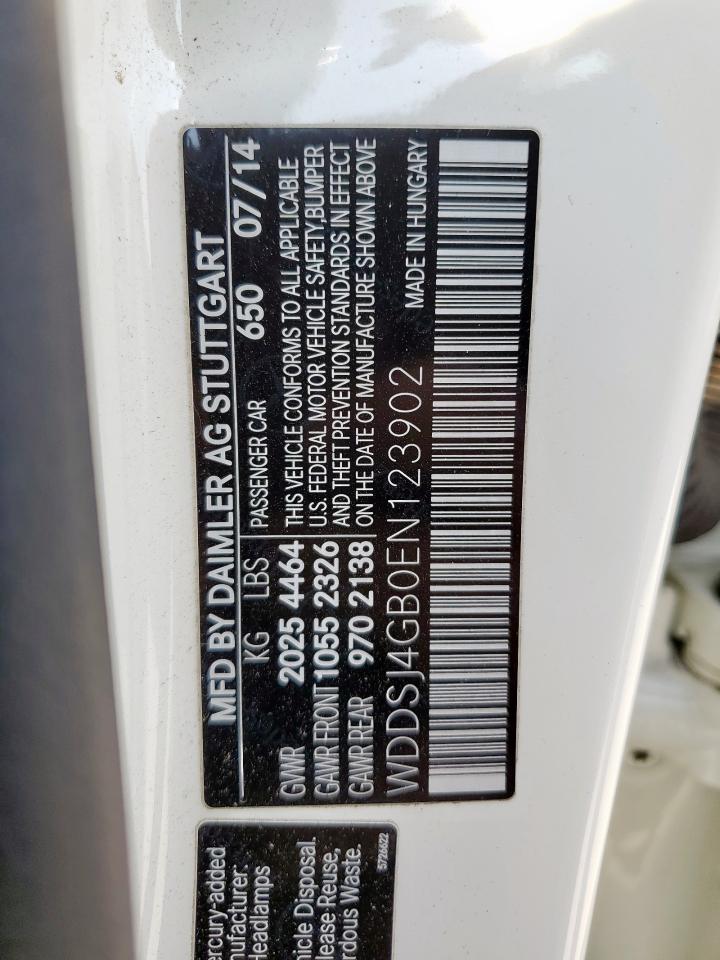 MFD BY DAIMLER AG STUTTGART
KG LBS PASSENGER CAR 650 07/14
GWR 2025 4464 THIS VEHICLE CONFORMS TO ALL APPLICABLE
GAWR FRONT 1055 2326 U.S. FEDERAL MOTOR VEHICLE SAFETY,BUMPER
AND THEFT PREVENTION STANDARDS IN EFFECT
GAWR REAR 970 2138 ON THE DATE OF MANUFACTURE SHOWN ABOVE
WDDSJ4GB0EN123902 MADE IN HUNGARY
ercury-added
nufacturer.
Headlamps
hicle Disposal.
lease Reuse,
rdous Waste.
5726622